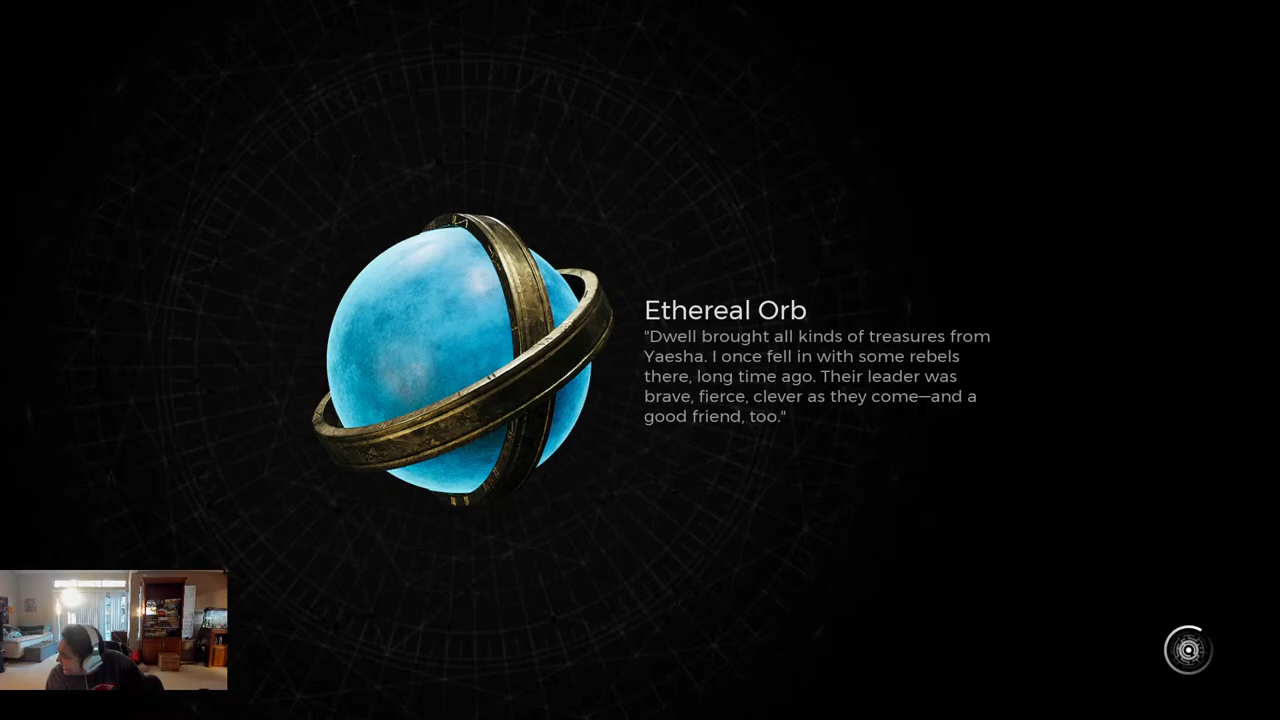 Ethereal Orb
"Dwell brought all kinds of treasures from
Yaesha. I once fell in with some rebels
there, long time ago. Their leader was
brave, fierce, clever as they come—and a
good friend, too."